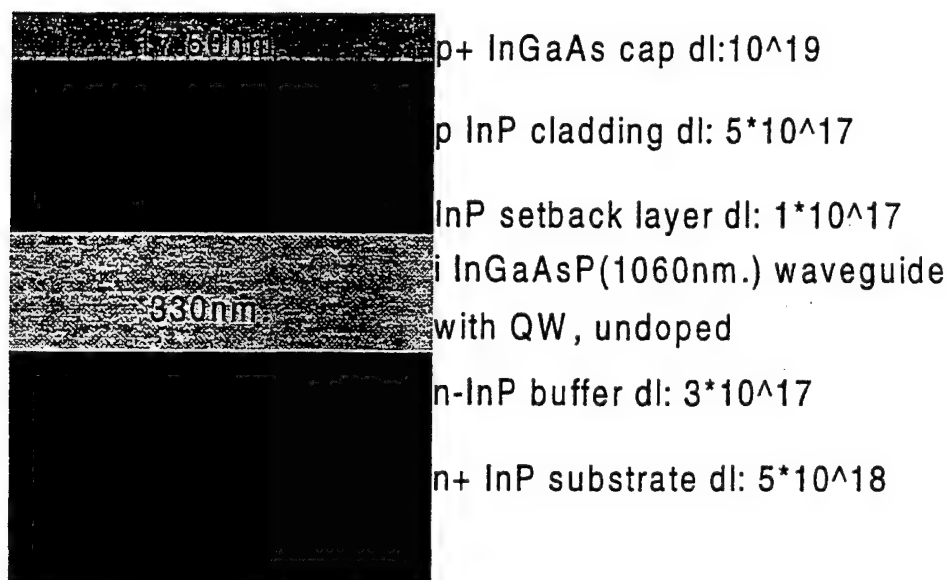 p+ InGaAs cap dl:10^19
p InP cladding dl: 5*10^17
InP setback layer dl: 1*10^17
i InGaAsP(1060nm.) waveguide
330nm.
with QW, undoped
n-InP buffer dl: 3*10^17
n+ InP substrate dl: 5*10^18